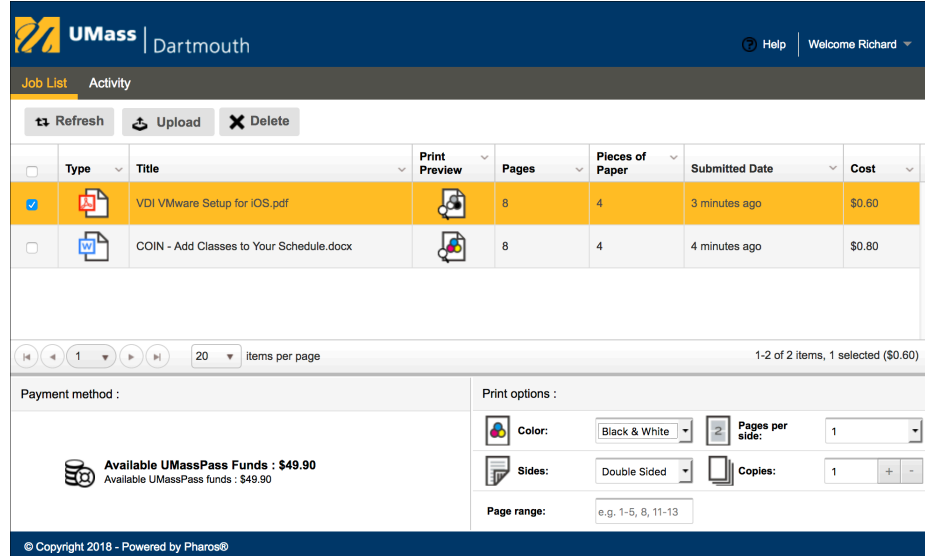 UMass
Dartmouth
Help
Welcome Richard
Job List Activity
Refresh Upload Delete
Type Title Print Preview Pages Pieces of Paper Submitted Date Cost
VDI VMware Setup for iOS.pdf 8 4 3 minutes ago $0.60
W COIN - Add Classes to Your Schedule.docx 8 4 4 minutes ago $0.80
1 20 items per page 1-2 of 2 items, 1 selected ($0.60)
Payment method :
Available UMassPass Funds : $49.90
Available UMassPass funds : $49.90
Print options :
Color: Black & White 2 Pages per side: 1
Sides: Double Sided Copies: 1 + -
Page range: e.g. 1-5, 8, 11-13
© Copyright 2018 - Powered by Pharos®